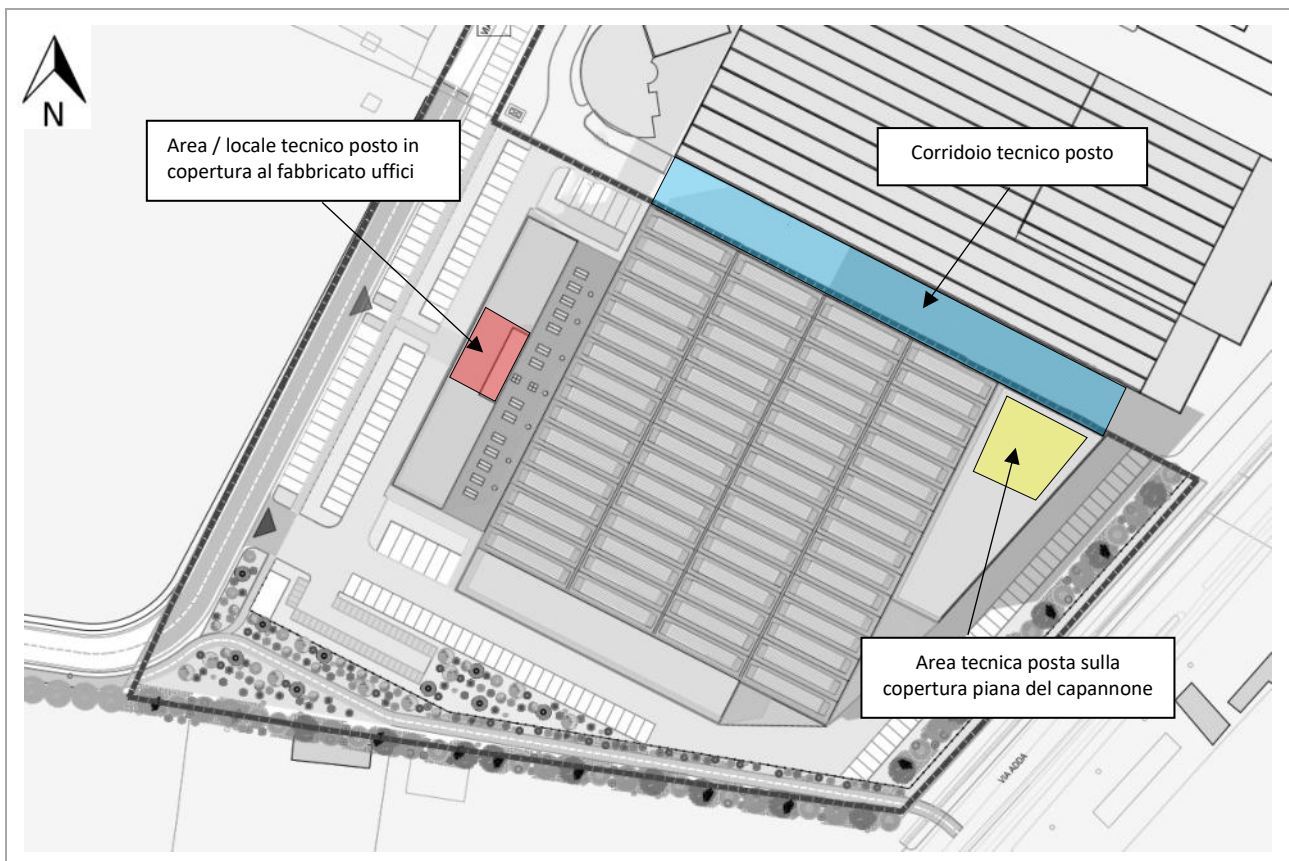 N
Area / locale tecnico posto in
copertura al fabbricato uffici
Corridoio tecnico posto
Area tecnica posta sulla
copertura piana del capannone
VIA ADDA